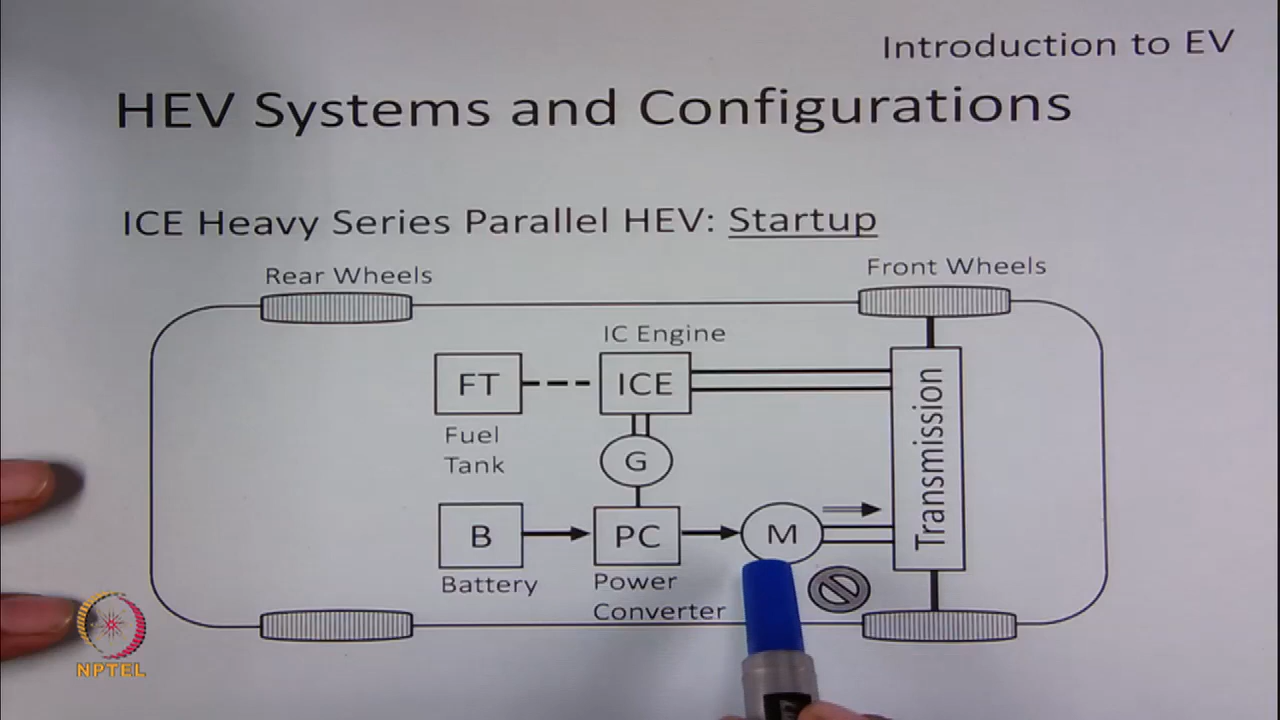 Introduction to EV
HEV Systems and Configurations
ICE Heavy Series Parallel HEV: Startup
Rear Wheels
Front Wheels
IC Engine
FT
ICE
Fuel
Tank
G
Transmission
B
PC
M
Battery
Power
Converter
NPTEL